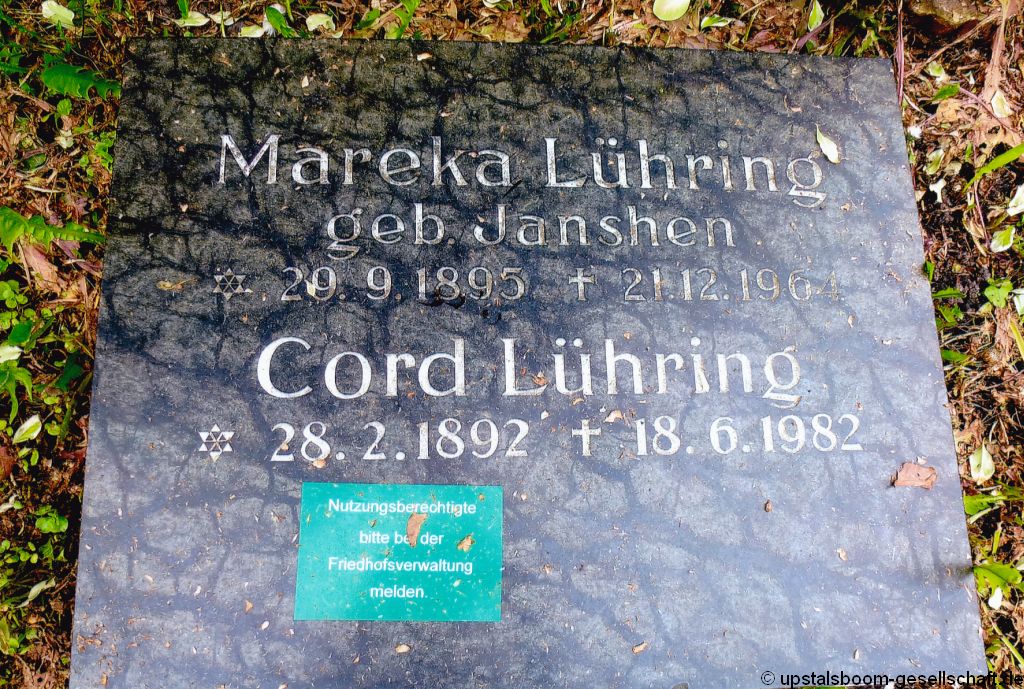 Mareka Lühring
geb. Janshen
29. 9. 1895 † 21.12.1964
Cord Lühring
28. 2. 1892 † 18. 6. 1982
Nutzungsberechtigte
bitte bei der
Friedhofsverwaltung
melden.
© upstalsboom-gesellschaft.de